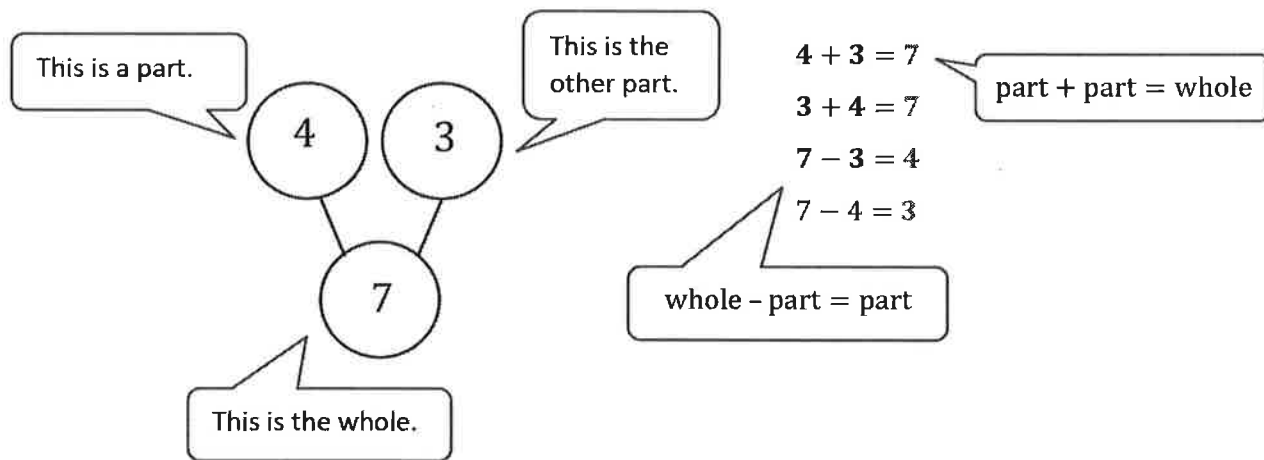 This is a part.
This is the
other part.
4
3
7
This is the whole.
4 + 3 = 7
3 + 4 = 7
7 − 3 = 4
7 − 4 = 3
part + part = whole
whole – part = part